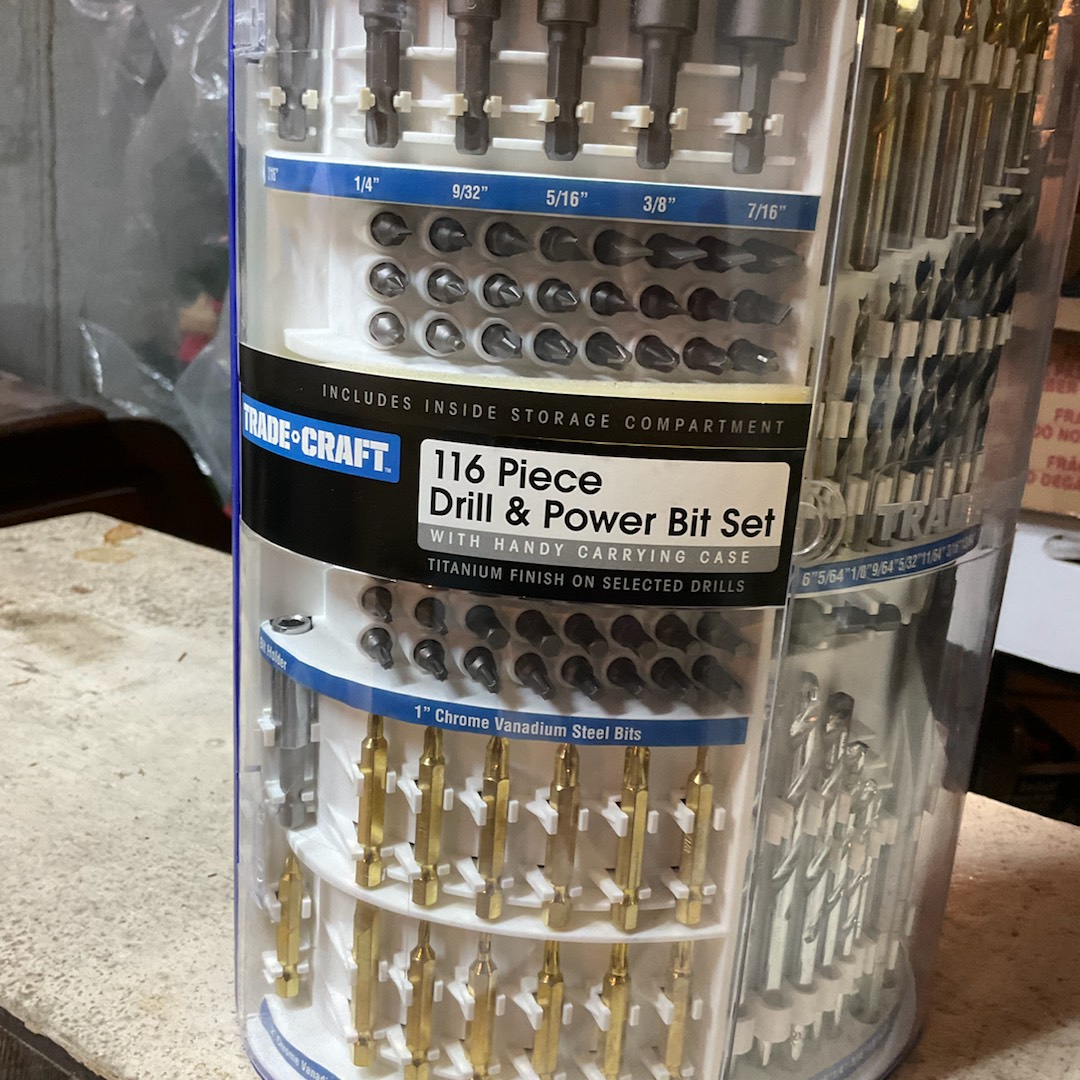 1/4” 9/32” 5/16” 3/8” 7/16”
INCLUDES INSIDE STORAGE COMPARTMENT
TRADE CRAFT™
116 Piece
Drill & Power Bit Set
WITH HANDY CARRYING CASE
TITANIUM FINISH ON SELECTED DRILLS
5/64” 1/8” 9/64” 5/32” 11/64”
Bit Holder
1” Chrome Vanadium Steel Bits